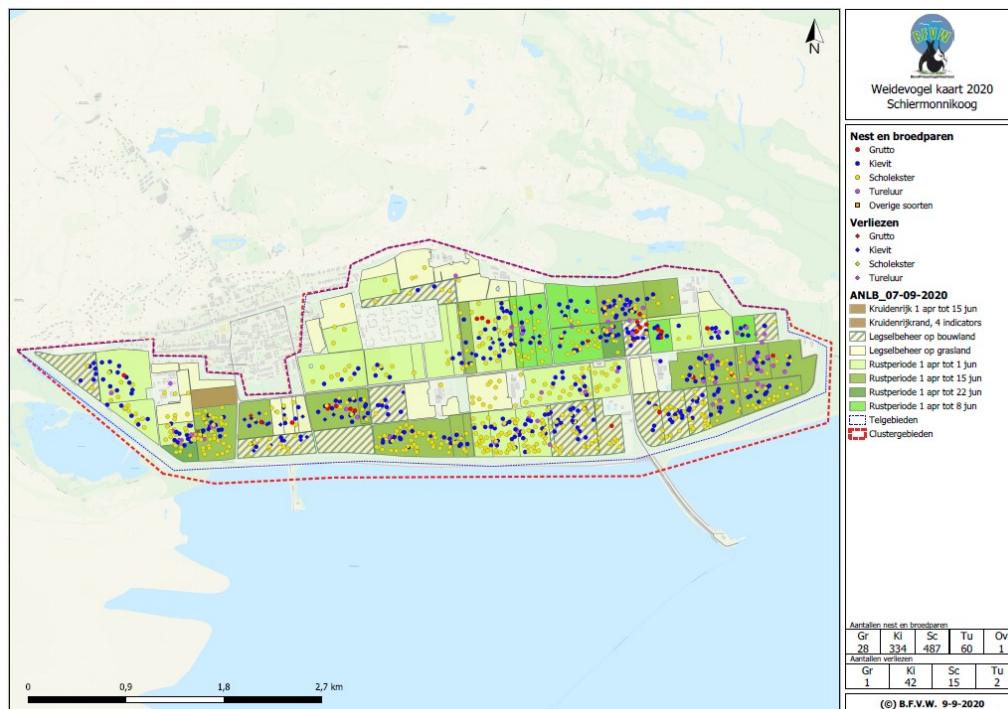 N
B.F.V.W.
Weidevogel kaart 2020
Schiermonnikoog
Nest en broedparen
Grutto
Kievit
Scholekster
Tureluur
Overige soorten
Verliezen
Grutto
Kievit
Scholekster
Tureluur
ANLB_07-09-2020
Kruidenrijk 1 apr tot 15 jun
Kruidenrijkrand, 4 indicators
Legselbeheer op bouwland
Legselbeheer op grasland
Rustperiode 1 apr tot 1 jun
Rustperiode 1 apr tot 15 jun
Rustperiode 1 apr tot 22 jun
Rustperiode 1 apr tot 8 jun
Telgebieden
Clustergebieden
Aantallen nest en broedparen
Gr Ki Sc Tu Ov
28 334 487 60 1
Aantallen verliezen
Gr Ki Sc Tu
1 42 15 2
0 0,9 1,8 2,7 km
(c) B.F.V.W. 9-9-2020